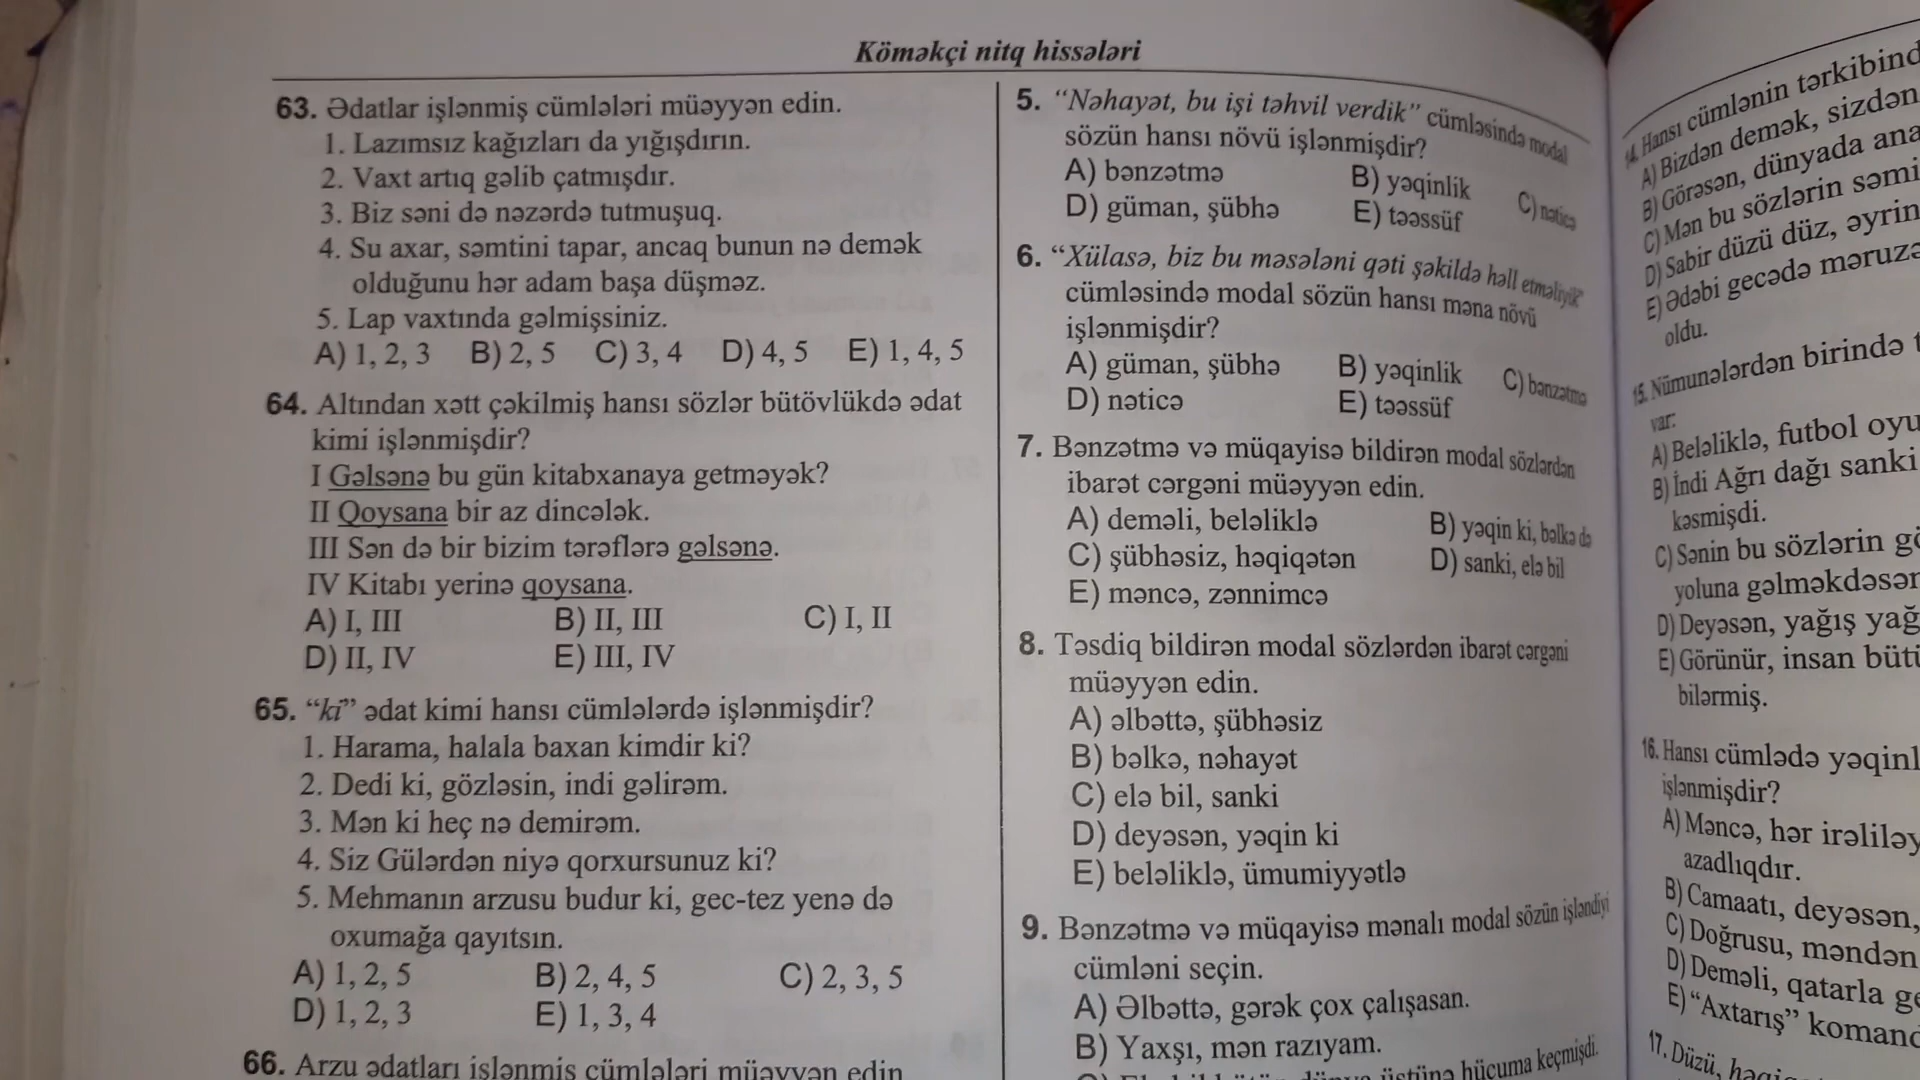 Köməkçi nitq hissələri
63. Ədatlar işlənmiş cümlələri müəyyən edin.
1. Lazımsız kağızları da yığışdırın.
2. Vaxt artıq gəlib çatmışdır.
3. Biz səni də nəzərdə tutmuşuq.
4. Su axar, səmtini tapar, ancaq bunun nə demək
olduğunu hər adam başa düşməz.
5. Lap vaxtında gəlmişsiniz.
A) 1, 2, 3 B) 2, 5 C) 3, 4 D) 4, 5 E) 1, 4, 5
64. Altından xətt çəkilmiş hansı sözlər bütövlükdə ədat
kimi işlənmişdir?
I Gəlsənə bu gün kitabxanaya getməyək?
II Qoysana bir az dincələk.
III Sən də bir bizim tərəflərə gəlsənə.
IV Kitabı yerinə qoysana.
A) I, III B) II, III C) I, II
D) II, IV E) III, IV
65. “ki” ədat kimi hansı cümlələrdə işlənmişdir?
1. Harama, halala baxan kimdir ki?
2. Dedi ki, gözləsin, indi gəlirəm.
3. Mən ki heç nə demirəm.
4. Siz Gülərdən niyə qorxursunuz ki?
5. Mehmanın arzusu budur ki, gec-tez yenə də
oxumağa qayıtsın.
A) 1, 2, 5 B) 2, 4, 5 C) 2, 3, 5
D) 1, 2, 3 E) 1, 3, 4
66. Arzu ədatları işlənmiş cümlələri müəyyən edin
5. “Nəhayət, bu işi təhvil verdik” cümləsində modal
sözün hansı növü işlənmişdir?
A) bənzətmə B) yəqinlik C) nəticə
D) güman, şübhə E) təəssüf
6. “Xülasə, biz bu məsələni qəti şəkildə həll etməliyik”
cümləsində modal sözün hansı məna növü
işlənmişdir?
A) güman, şübhə B) yəqinlik C) bənzətmə
D) nəticə E) təəssüf
7. Bənzətmə və müqayisə bildirən modal sözlərdən
ibarət cərgəni müəyyən edin.
A) deməli, beləliklə B) yəqin ki, bəlkə də
C) şübhəsiz, həqiqətən D) sanki, elə bil
E) məncə, zənnimcə
8. Təsdiq bildirən modal sözlərdən ibarət cərgəni
müəyyən edin.
A) əlbəttə, şübhəsiz
B) bəlkə, nəhayət
C) elə bil, sanki
D) deyəsən, yəqin ki
E) beləliklə, ümumiyyətlə
9. Bənzətmə və müqayisə mənalı modal sözün işləndiyi
cümləni seçin.
A) Əlbəttə, gərək çox çalışasan.
B) Yaxşı, mən razıyam.
üstünə hücuma keçmişdi.
14. Hansı cümlənin tərkibind
A) Bizdən demək, sizdən
B) Görəsən, dünyada ana
C) Mən bu sözlərin səmi
D) Sabir düzü düz, əyrin
E) Ədəbi gecədə məruzə
oldu.
15. Nümunələrdən birində t
var:
A) Beləliklə, futbol oyu
B) İndi Ağrı dağı sanki
kəsmişdi.
C) Sənin bu sözlərin gö
yoluna gəlməkdəsən
D) Deyəsən, yağış yağ
E) Görünür, insan bütü
bilərmiş.
16. Hansı cümlədə yəqinl
işlənmişdir?
A) Məncə, hər irəliləy
azadlıqdır.
B) Camaatı, deyəsən,
C) Doğrusu, məndən
D) Deməli, qatarla ge
E) “Axtarış” komand
17. Düzü, həqi